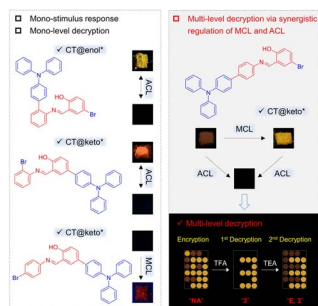 Mono-stimulus response
Mono-level decryption
✓ CT@enol*
N
HO
N
Br
ACL
✓ CT@keto*
Br
HO
N
N
ACL
✓ CT@keto*
HO
Br
N
N
MCL
Multi-level decryption via synergistic
regulation of MCL and ACL
HO
N
Br
N
✓ CT@keto*
MCL
ACL
ACL
✓ Multi-level decryption
Encryption
1st Decryption
2nd Decryption
TFA
TEA
"NA"
"3"